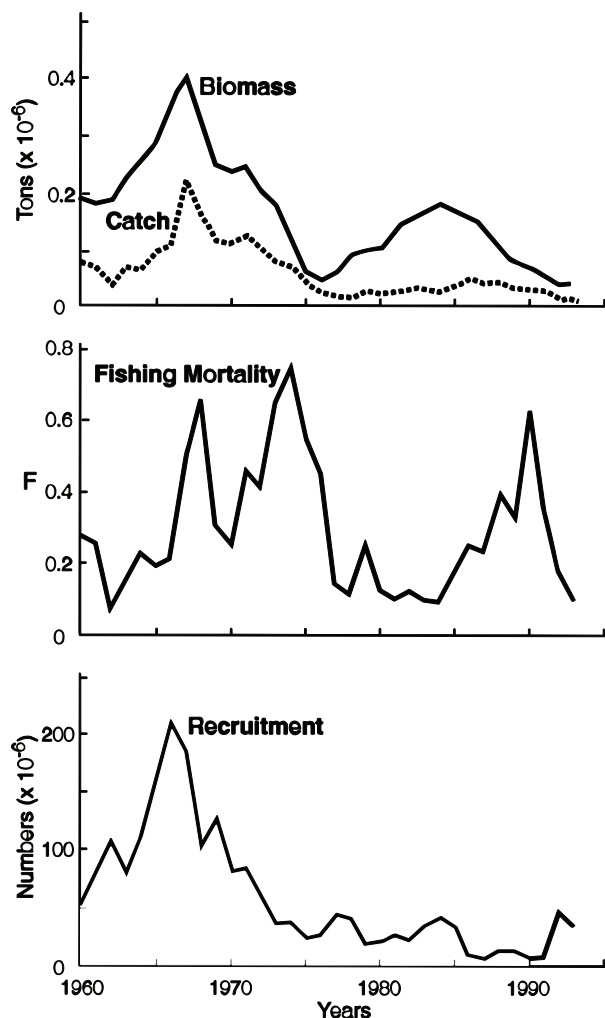 Tons (x 10-6)
0.4
0.2
0
Biomass
Catch
F
0.8
0.6
0.4
0.2
0
Fishing Mortality
Numbers (x 10-6)
200
100
0
Recruitment
1960
1970
1980
1990
Years